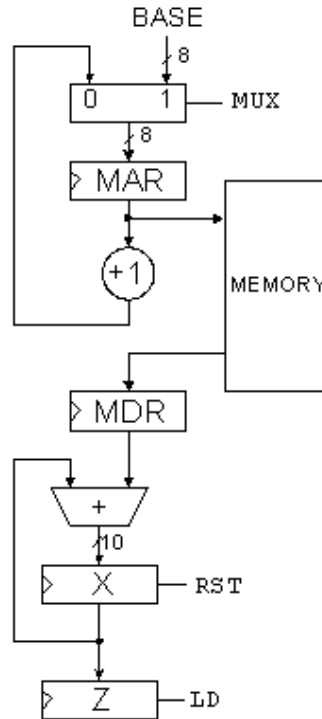 BASE
8
0 1 MUX
8
MAR
+1
MEMORY
MDR
+
10
X RST
Z LD